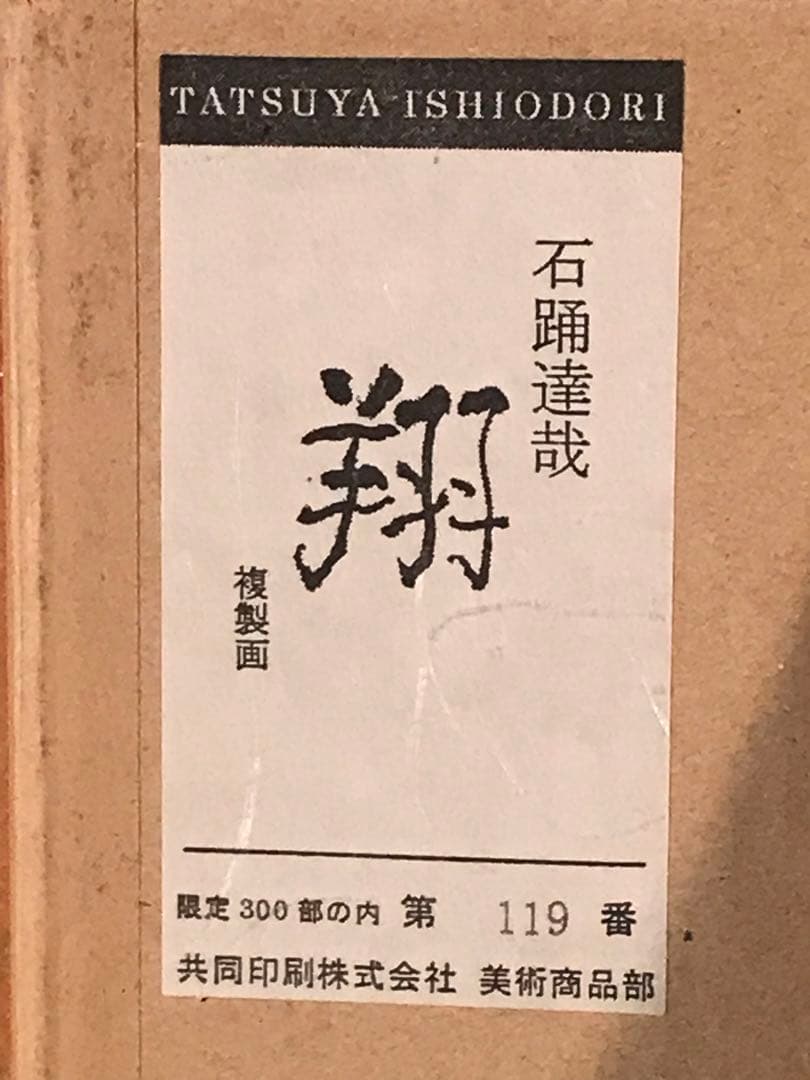 TATSUYA ISHIODORI
石踊達哉
翔
複製画
限定300部の内 第 119 番
共同印刷株式会社 美術商品部